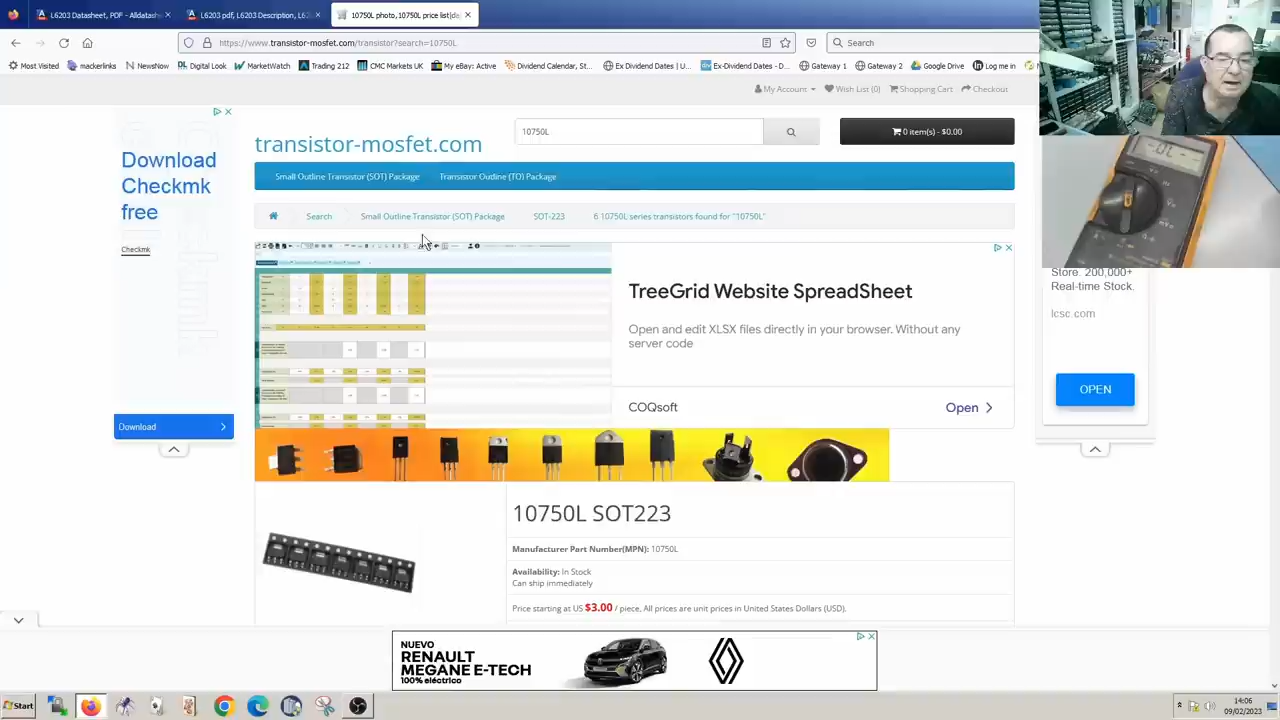 L6203 Datasheet, PDF - Alldatash
L6203 pdf, L6203 Description, L62
10750L photo,10750L price list|da
https://www.transistor-mosfet.com/transistor?search=10750L
Search
Most Visited
mackerlinks
NewsNow
Digital Look
MarketWatch
Trading 212
CMC Markets UK
My eBay: Active
Dividend Calendar, St...
Ex Dividend Dates | U...
Ex-Dividend Dates - D...
Gateway 1
Gateway 2
Google Drive
Log me in
My Account
Wish List (0)
Shopping Cart
Checkout
transistor-mosfet.com
10750L
0 item(s) - $0.00
Small Outline Transistor (SOT) Package
Transistor Outline (TO) Package
Search
Small Outline Transistor (SOT) Package
SOT-223
6 10750L series transistors found for "10750L"
Download
Checkmk
free
Checkmk
Download
TreeGrid Website SpreadSheet
Open and edit XLSX files directly in your browser. Without any
server code
COQsoft
Open
Store. 200,000+
Real-time Stock.
lcsc.com
OPEN
10750L SOT223
Manufacturer Part Number(MPN): 10750L
Availability: In Stock
Can ship immediately
Price starting at US $3.00 / piece, All prices are unit prices in United States Dollars (USD).
NUEVO
RENAULT
MEGANE E-TECH
100% eléctrico
Start
14:06
09/02/2023